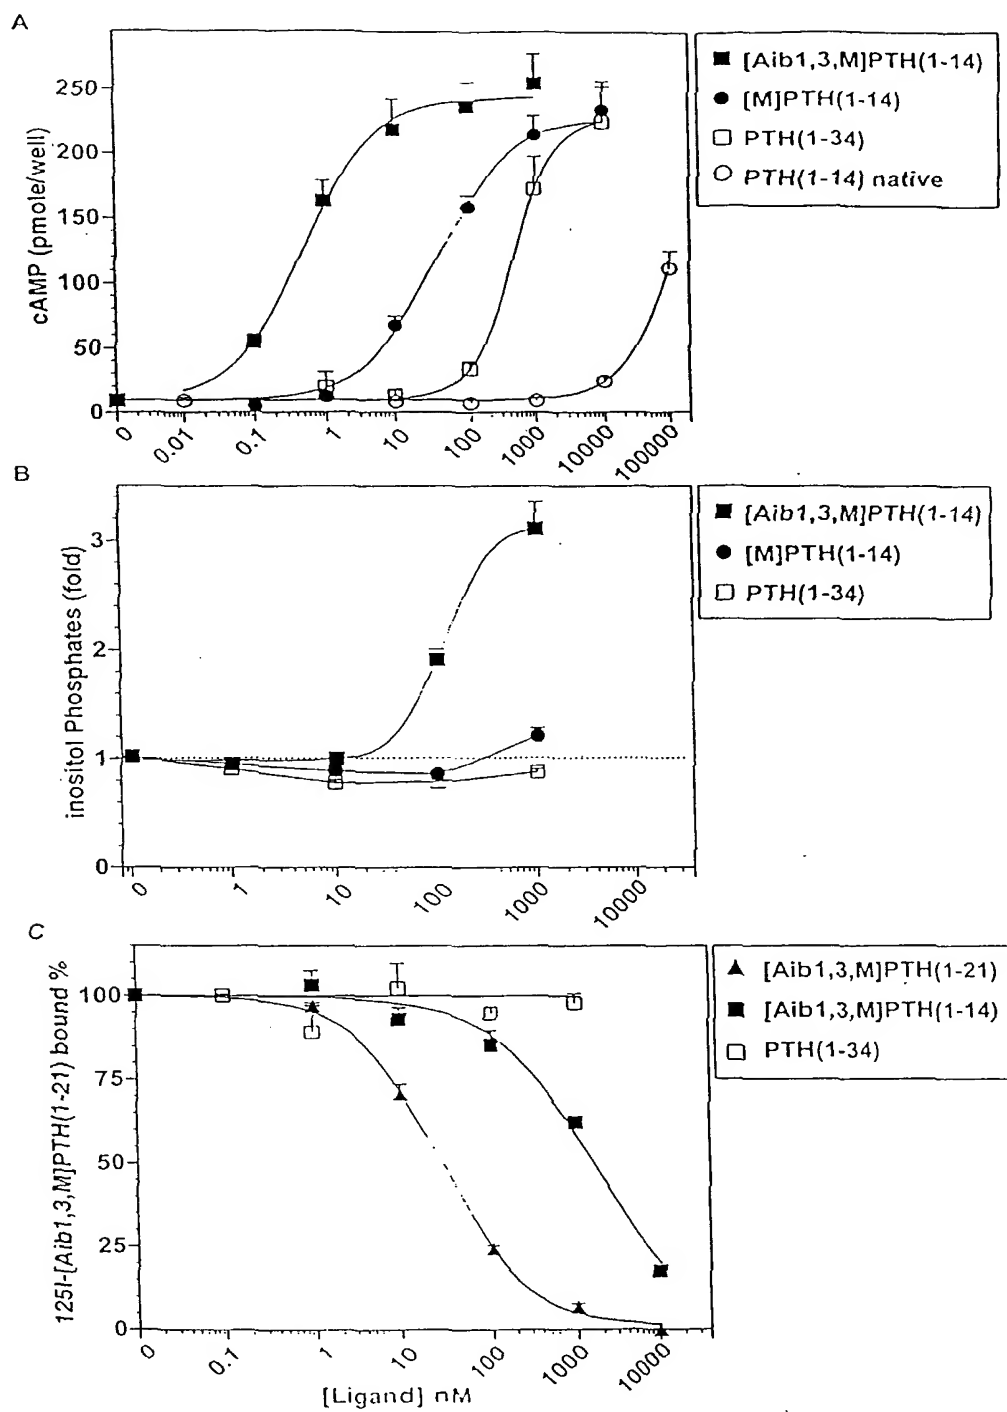 A
cAMP (pmole/well)
250
200
150
100
50
0
0 0.01 0.1 1 10 100 1000 10000 100000
[Aib1,3,M]PTH(1-14)
[M]PTH(1-14)
PTH(1-34)
PTH(1-14) native
B
inositol Phosphates (fold)
3
2
1
0
0 1 10 100 1000 10000
[Aib1,3,M]PTH(1-14)
[M]PTH(1-14)
PTH(1-34)
C
125I-[Aib1,3,M]PTH(1-21) bound %
100
75
50
25
0
0 0.1 1 10 100 1000 10000
[Ligand] nM
[Aib1,3,M]PTH(1-21)
[Aib1,3,M]PTH(1-14)
PTH(1-34)